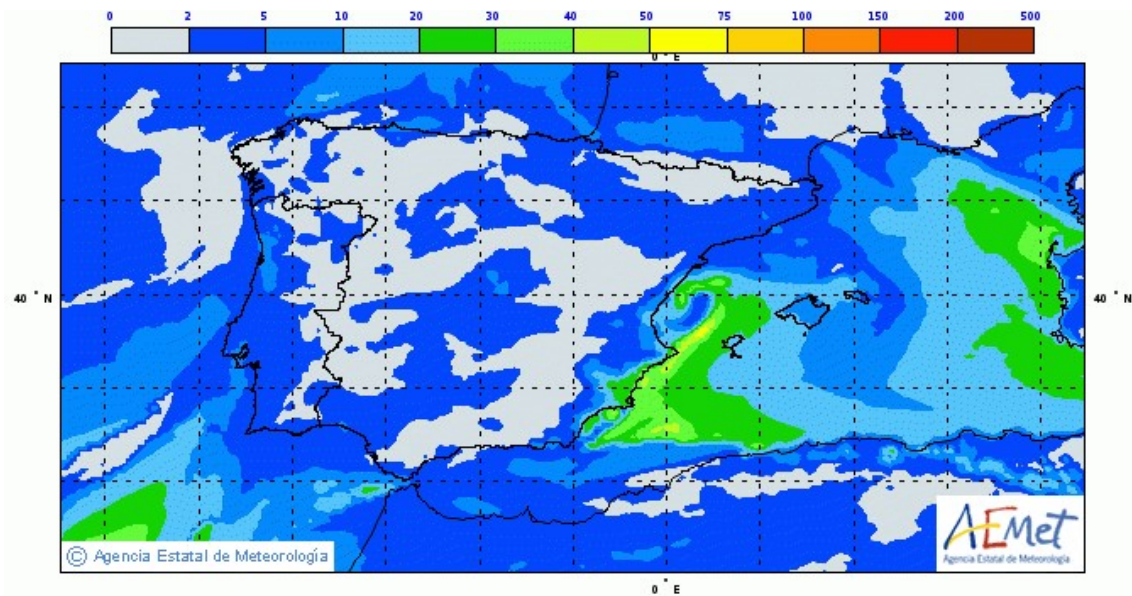 0 2 5 10 20 30 40 50 75 100 150 200 500
0 ° E
40 ° N 40 ° N
© Agencia Estatal de Meteorología
AEMet
Agencia Estatal de Meteorología
0 ° E